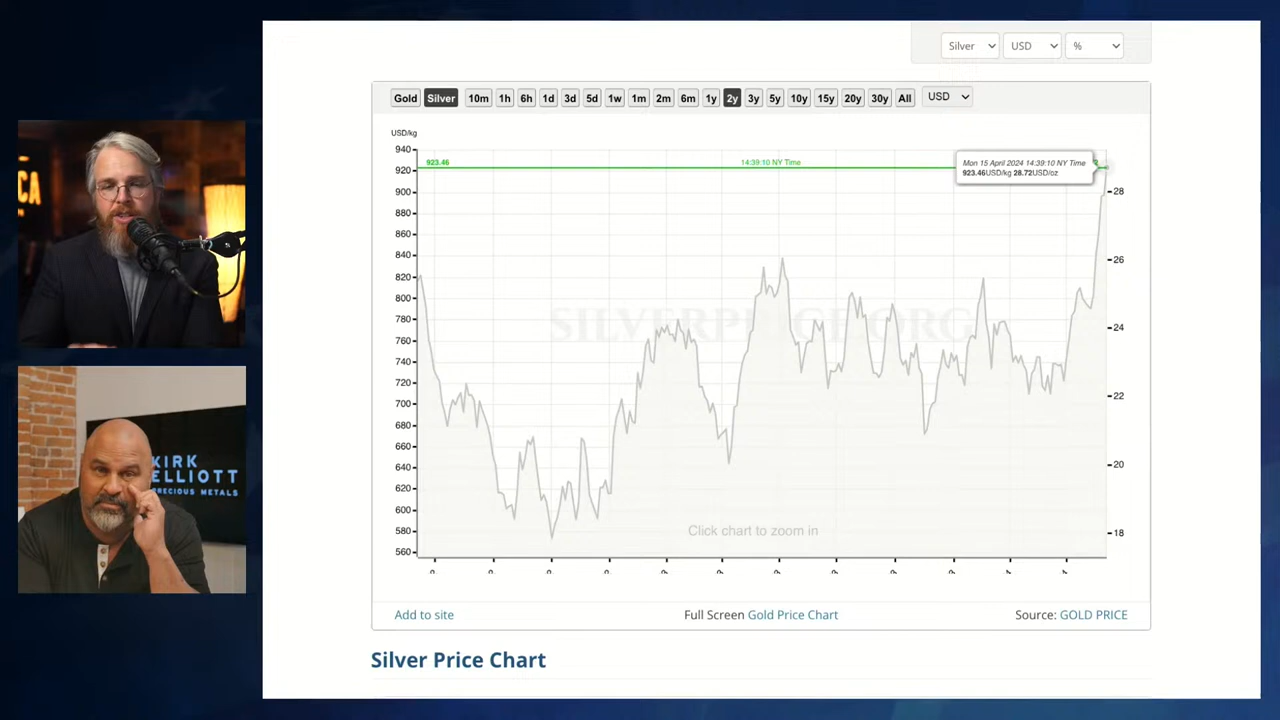 Silver USD %
Gold Silver 10m 1h 6h 1d 3d 5d 1w 1m 2m 6m 1y 2y 3y 5y 10y 15y 20y 30y All USD
USD/kg
940
920
900
880
860
840
820
800
780
760
740
720
700
680
660
640
620
600
580
560
923.46
14:39:10 NY Time
Mon 15 April 2024 14:39:10 NY Time
923.46USD/kg 28.72USD/oz
28
26
24
22
20
18
SILVERPRICE.ORG
Click chart to zoom in
Add to site
Full Screen Gold Price Chart
Source: GOLD PRICE
Silver Price Chart
CA
KIRK
ELLIOTT
PRECIOUS METALS